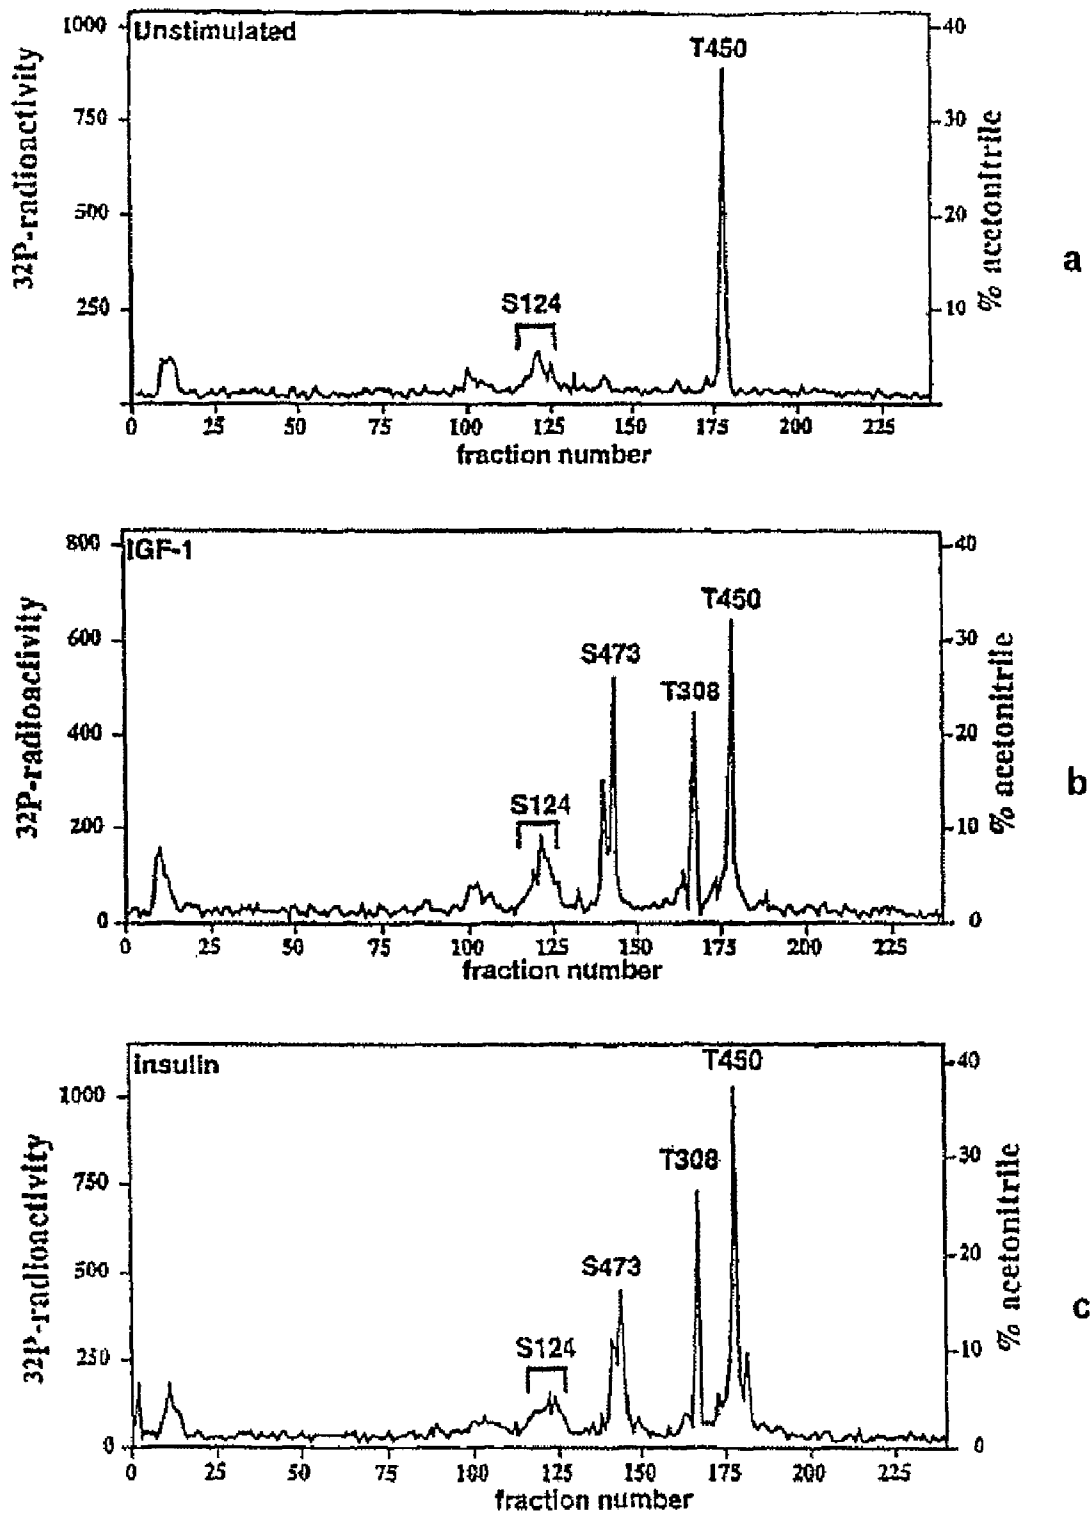 Unstimulated
T450
S124
1000
750
500
250
40
30
20
10
32P-radioactivity
% acetonitrile
a
0 25 50 75 100 125 150 175 200 225
fraction number
IGF-1
T450
S473
T308
S124
800
600
400
200
0
40
30
20
10
0
32P-radioactivity
% acetonitrile
b
0 25 50 75 100 125 150 175 200 225
fraction number
insulin
T450
T308
S473
S124
1000
750
500
250
0
40
30
20
10
0
32P-radioactivity
% acetonitrile
c
0 25 50 75 100 125 150 175 200 225
fraction number